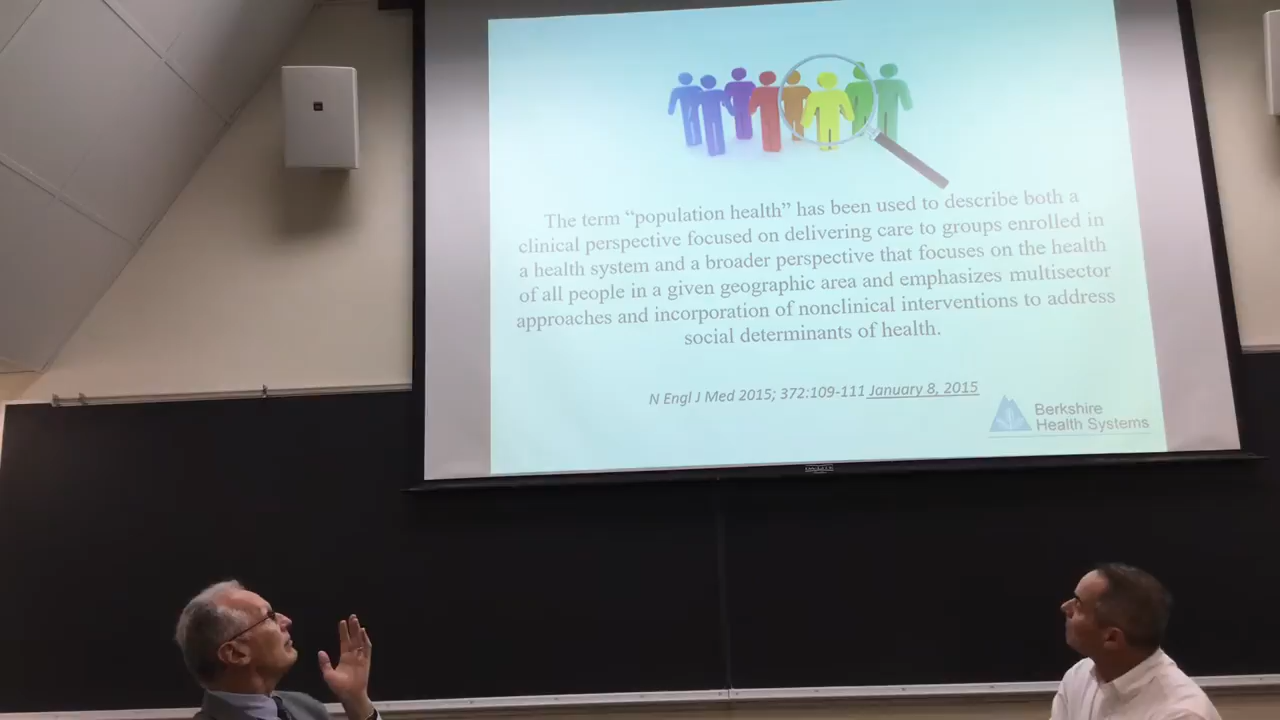 The term “population health” has been used to describe both a
clinical perspective focused on delivering care to groups enrolled in
a health system and a broader perspective that focuses on the health
of all people in a given geographic area and emphasizes multisector
approaches and incorporation of nonclinical interventions to address
social determinants of health.
N Engl J Med 2015; 372:109-111 January 8, 2015
Berkshire
Health Systems